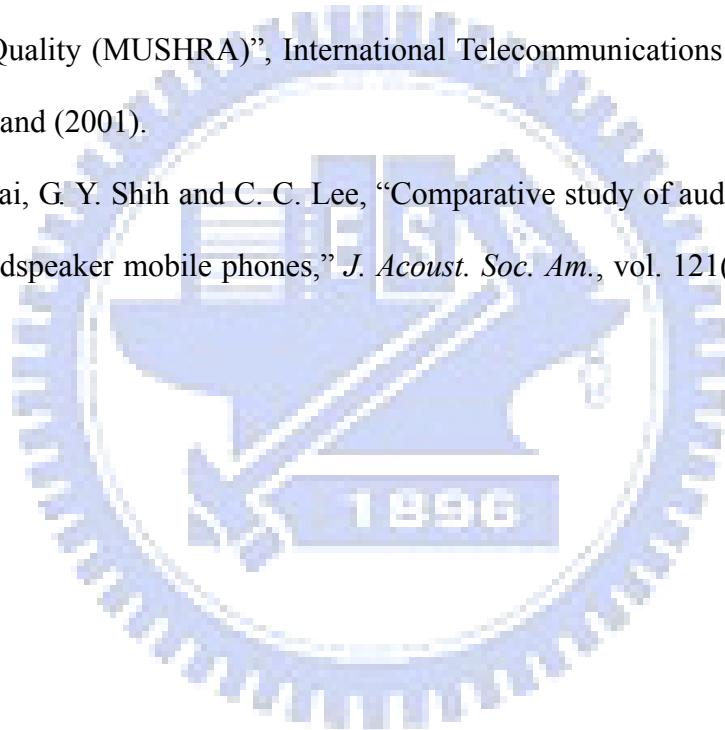 Quality (MUSHRA)”, International Telecommunications
and (2001).
ai, G. Y. Shih and C. C. Lee, “Comparative study of aud
dspeaker mobile phones,” J. Acoust. Soc. Am., vol. 121(
E S A
1896